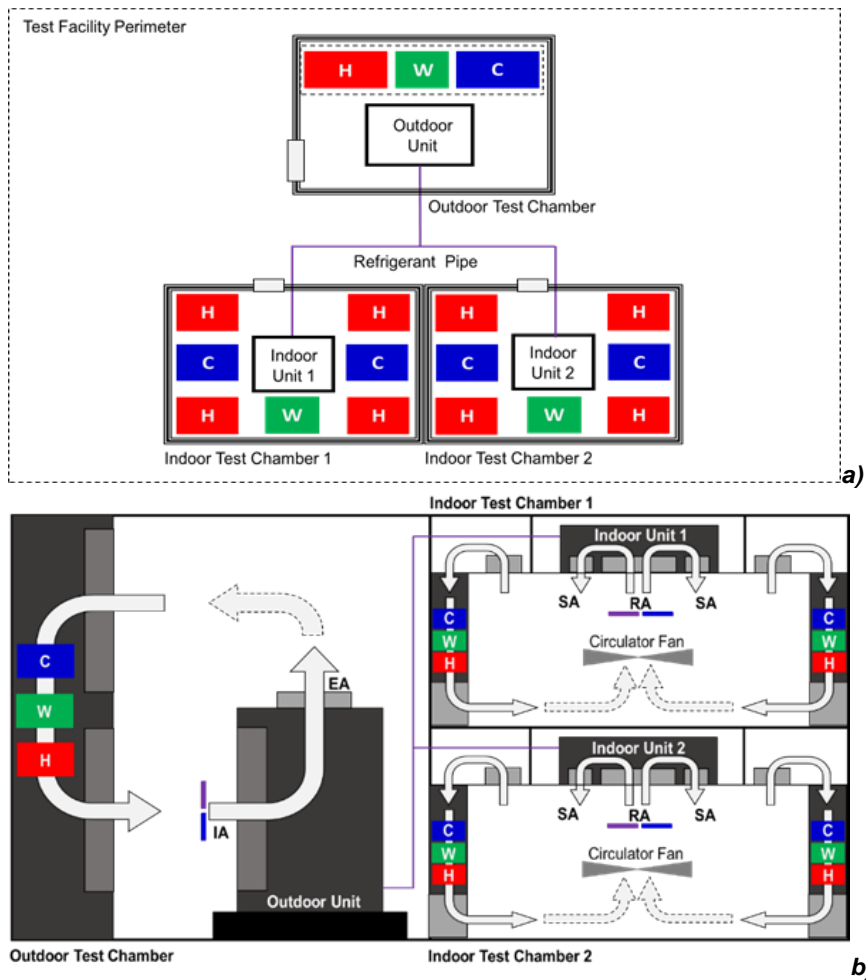 Test Facility Perimeter
H W C
Outdoor
Unit
Outdoor Test Chamber
Refrigerant Pipe
H H H H
C Indoor
Unit 1 C C Indoor
Unit 2 C
H W H H W H
Indoor Test Chamber 1 Indoor Test Chamber 2
a)
Indoor Test Chamber 1
Indoor Unit 1
SA RA SA
C C
W W
H H
Circulator Fan
C
W
H
EA
IA
Outdoor Unit
Indoor Unit 2
SA RA SA
C C
W W
H H
Circulator Fan
Outdoor Test Chamber Indoor Test Chamber 2
b